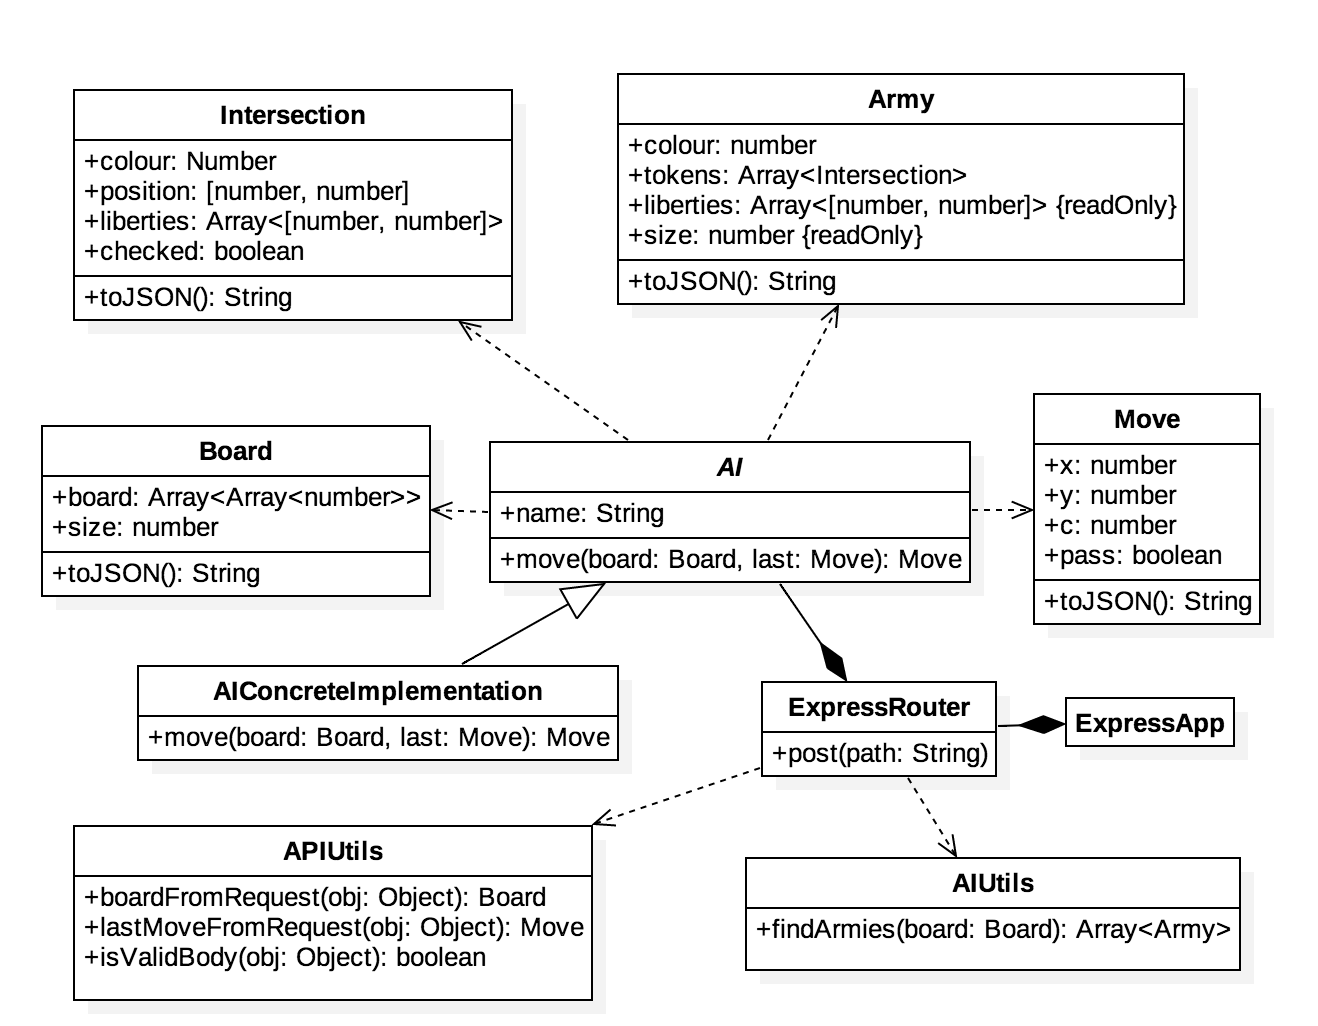 Intersection
+colour: Number
+position: [number, number]
+liberties: Array<[number, number]>
+checked: boolean
+toJSON(): String
Army
+colour: number
+tokens: Array<Intersection>
+liberties: Array<[number, number]> {readOnly}
+size: number {readOnly}
+toJSON(): String
Board
+board: Array<Array<number>>
+size: number
+toJSON(): String
AI
+name: String
+move(board: Board, last: Move): Move
Move
+x: number
+y: number
+c: number
+pass: boolean
+toJSON(): String
AIConcreteImplementation
+move(board: Board, last: Move): Move
ExpressRouter
+post(path: String)
ExpressApp
APIUtils
+boardFromRequest(obj: Object): Board
+lastMoveFromRequest(obj: Object): Move
+isValidBody(obj: Object): boolean
AIUtils
+findArmies(board: Board): Array<Army>